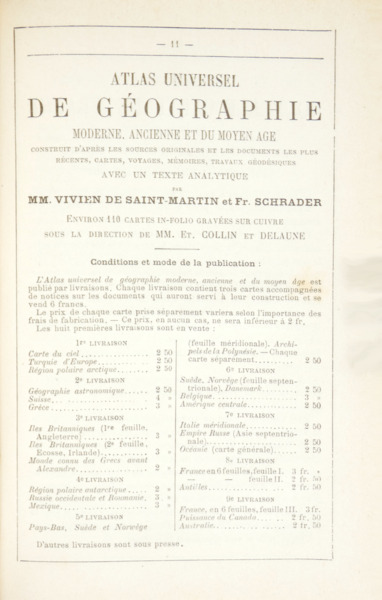 — 11 —
ATLAS UNIVERSEL
DE GÉOGRAPHIE
MODERNE, ANCIENNE ET DU MOYEN AGE
CONSTRUIT D'APRÈS LES SOURCES ORIGINALES ET LES DOCUMENTS LES PLUS
RÉCENTS, CARTES, VOYAGES, MÉMOIRES, TRAVAUX GÉODÉSIQUES
AVEC UN TEXTE ANALYTIQUE
PAR
MM. VIVIEN DE SAINT-MARTIN et Fr. SCHRADER
ENVIRON 110 CARTES IN-FOLIO GRAVÉES SUR CUIVRE
SOUS LA DIRECTION DE MM. ET. COLLIN ET DELAUNE
Conditions et mode de la publication :
L'Atlas universel de géographie moderne, ancienne et du moyen âge est
publié par livraisons. Chaque livraison contient trois cartes accompagnées
de notices sur les documents qui auront servi à leur construction et se
vend 6 francs.
Le prix de chaque carte prise séparément variera selon l'importance des
frais de fabrication. — Ce prix, en aucun cas, ne sera inférieur à 2 fr.
Les huit premières livraisons sont en vente :
1re LIVRAISON
Carte du ciel 2 50
Turquie d'Europe 2 50
Région polaire arctique 2 50
2e LIVRAISON
Géographie astronomique 2 50
Suisse 4 »
Grèce 3 »
3e LIVRAISON
Iles Britanniques (1re feuille,
Angleterre) 3 »
Iles Britanniques (2e feuille,
Ecosse, Irlande) 3 »
Monde connu des Grecs avant
Alexandre 2 »
4e LIVRAISON
Région polaire antarctique 2 »
Russie occidentale et Roumanie 3 »
Mexique 3 »
5e LIVRAISON
Pays-Bas, Suède et Norwège
(feuille méridionale). Archi-
pels de la Polynésie. — Chaque
carte séparément 2 50
6e LIVRAISON
Suède, Norvège (feuille septen-
trionale), Danemark 2 50
Belgique 3 »
Amérique centrale 2 50
7e LIVRAISON
Italie méridionale 2 50
Empire Russe (Asie septentrio-
nale) 2 50
Océanie (carte générale) 2 50
8e LIVRAISON
France en 6 feuilles, feuille I. 3 fr. »
— — feuille II. 2 fr. 50
Antilles 2 fr. 50
9e LIVRAISON
France, en 6 feuilles, feuille III. 3 fr.
Puissance du Canada 2 fr. 50
Australie 2 fr. 50
D'autres livraisons sont sous presse.